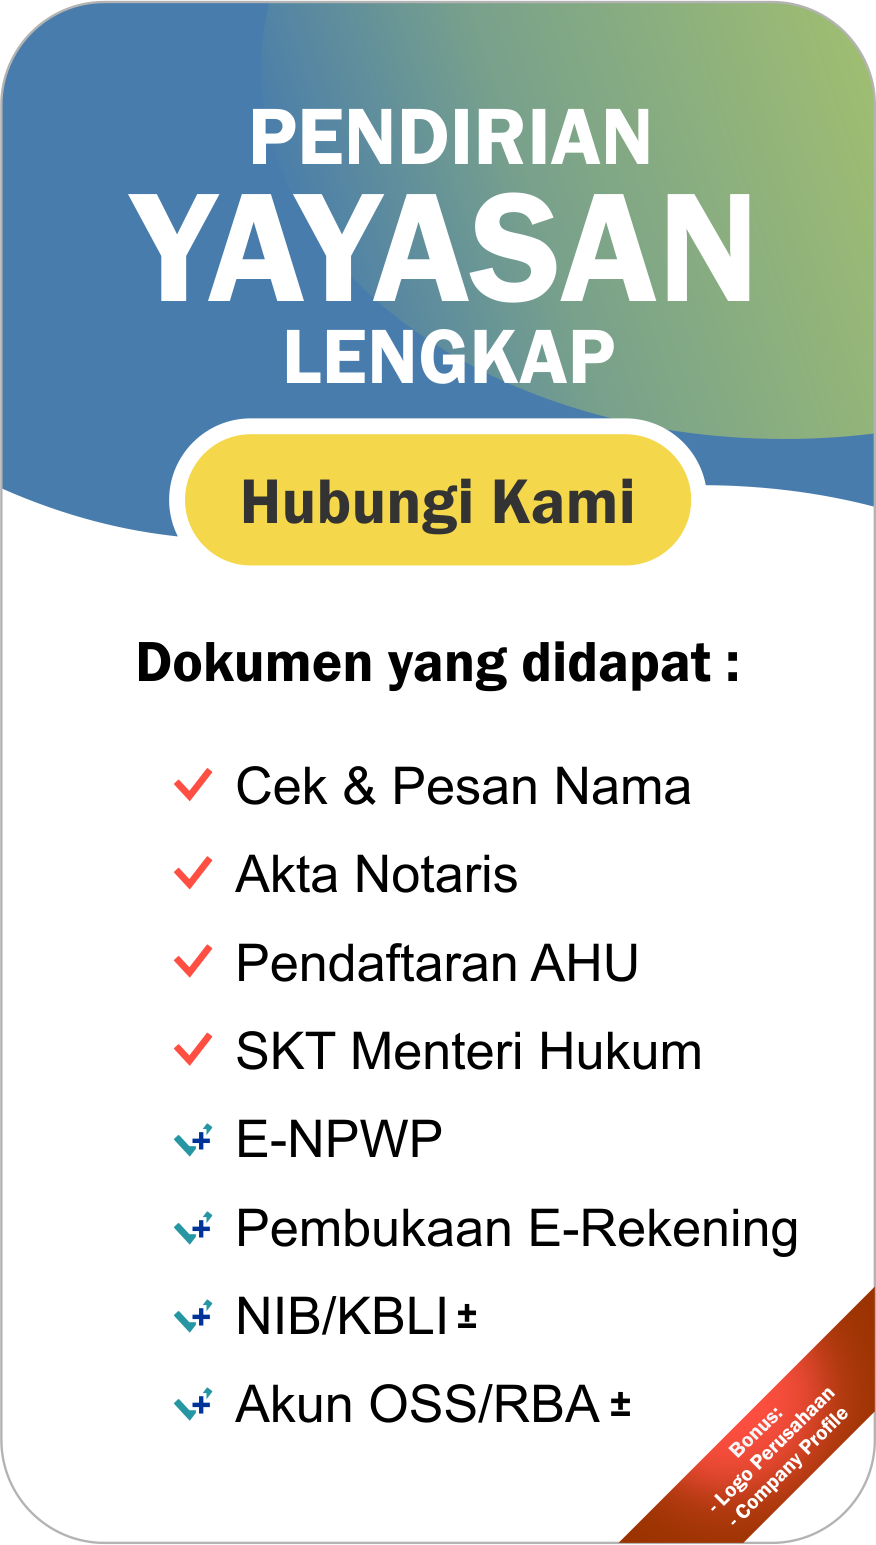 PENDIRIAN
YAYASAN
LENGKAP
Hubungi Kami
Dokumen yang didapat :
Cek & Pesan Nama
Akta Notaris
Pendaftaran AHU
SKT Menteri Hukum
E-NPWP
Pembukaan E-Rekening
NIB/KBLI ±
Akun OSS/RBA ±
Bonus:
- Logo Perusahaan
- Company Profile